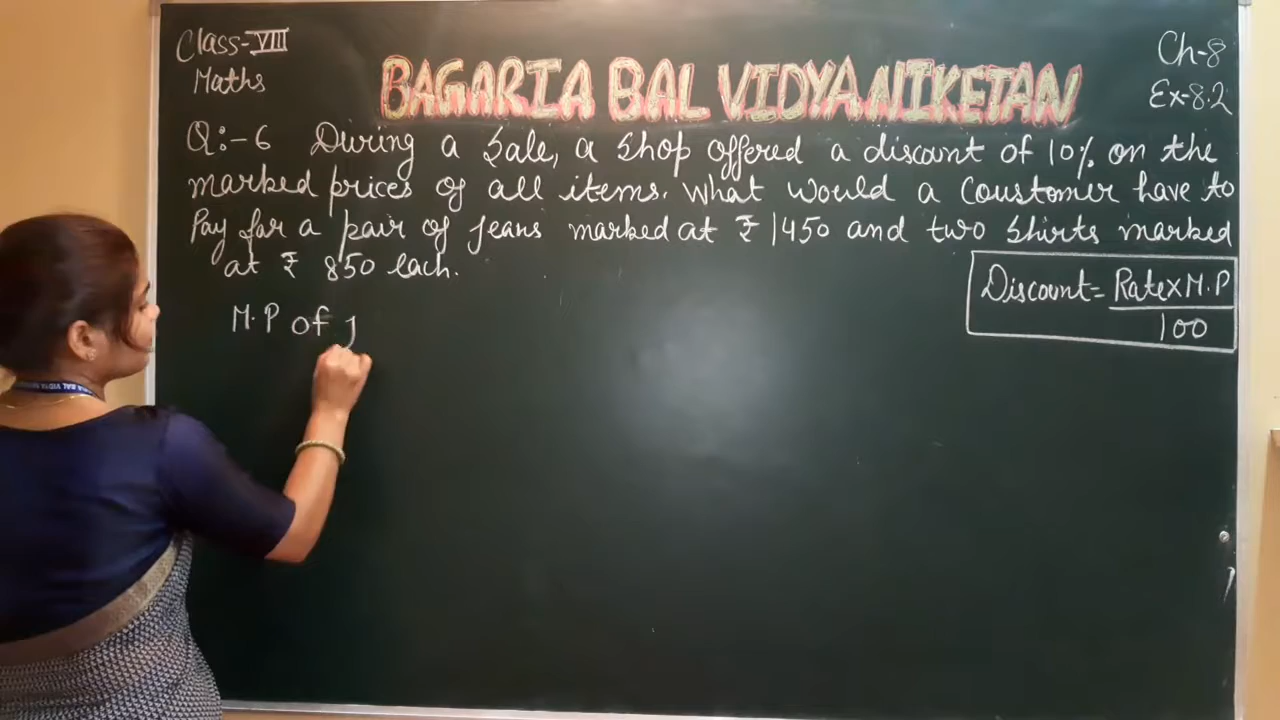 Class-VIII
Maths
BAGARIA BAL VIDYA NIKETAN
Ch-8
Ex-8.2
Q:-6 During a Sale, a shop offered a discount of 10% on the
marked prices of all items. What would a Coustomer have to
Pay for a pair of Jeans marked at ₹ 1450 and two shirts marked
at ₹ 850 each.
Discount = Rate x M.P
100
M.P of J